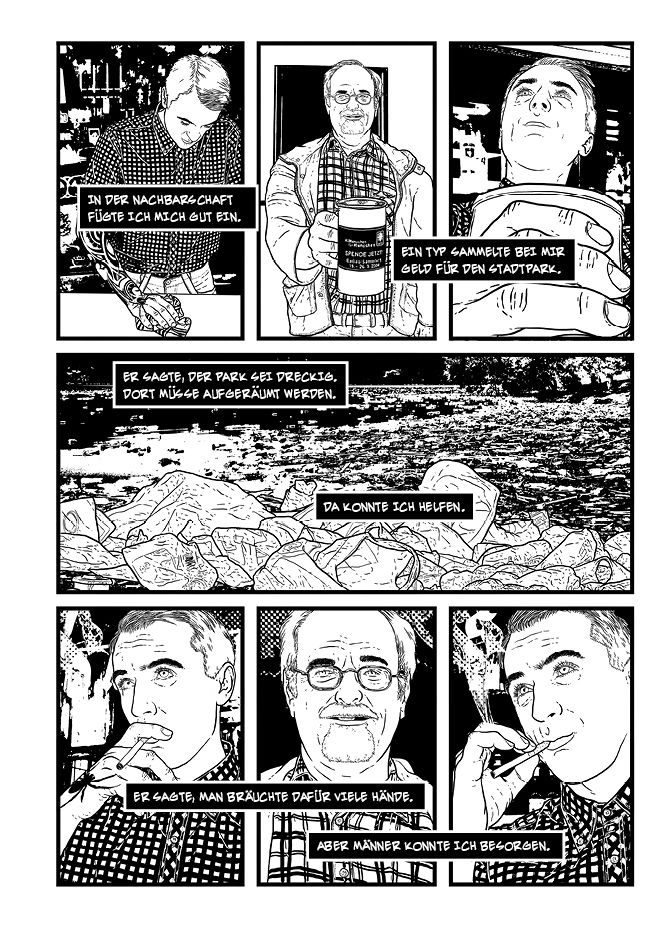 IN DER NACHBARSCHAFT
FÜGTE ICH MICH GUT EIN.
SPENDE JETZT!
EIN TYP SAMMELTE BEI MIR
GELD FÜR DEN STADTPARK.
ER SAGTE, DER PARK SEI DRECKIG.
DORT MÜSSE AUFGERÄUMT WERDEN.
DA KONNTE ICH HELFEN.
ER SAGTE, MAN BRÄUCHTE DAFÜR VIELE HÄNDE.
ABER MÄNNER KONNTE ICH BESORGEN.